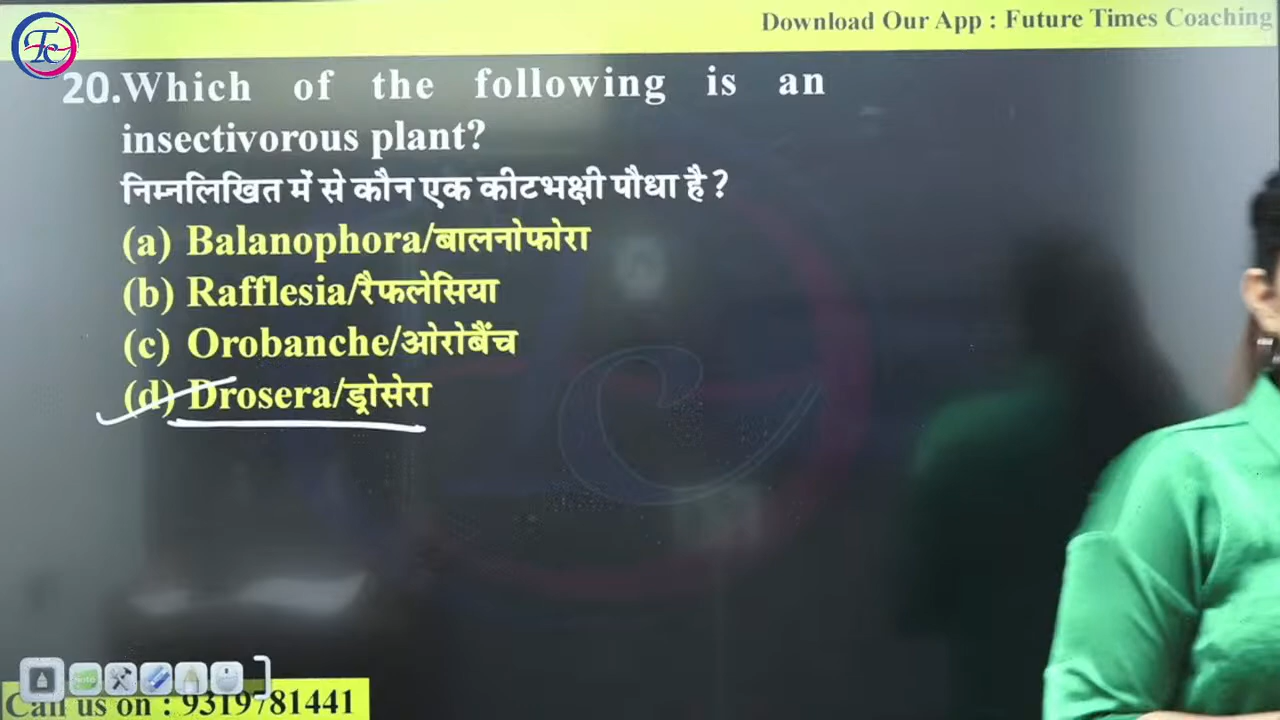 Download Our App : Future Times Coaching
Tc
20.Which of the following is an
insectivorous plant?
निम्नलिखित में से कौन एक कीटभक्षी पौधा है ?
(a) Balanophora/बालनोफोरा
(b) Rafflesia/रैफलेसिया
(c) Orobanche/ओरोबैंच
(d) Drosera/ड्रोसेरा
Call us on : 9319781441